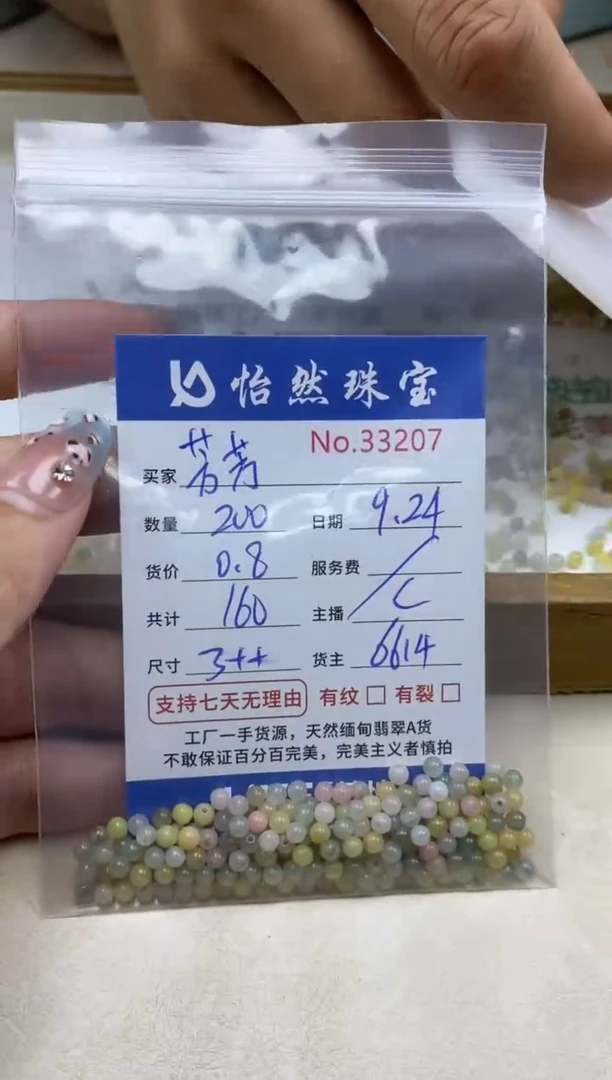 怡然珠宝
No.33207
买家 芳芳
数量 200 日期 9.24
货价 0.8 服务费 /
共计 160 主播 C
尺寸 3++ 货主 6614
支持七天无理由 有纹 □ 有裂 □
工厂一手货源，天然缅甸翡翠A货
不敢保证百分百完美，完美主义者慎拍